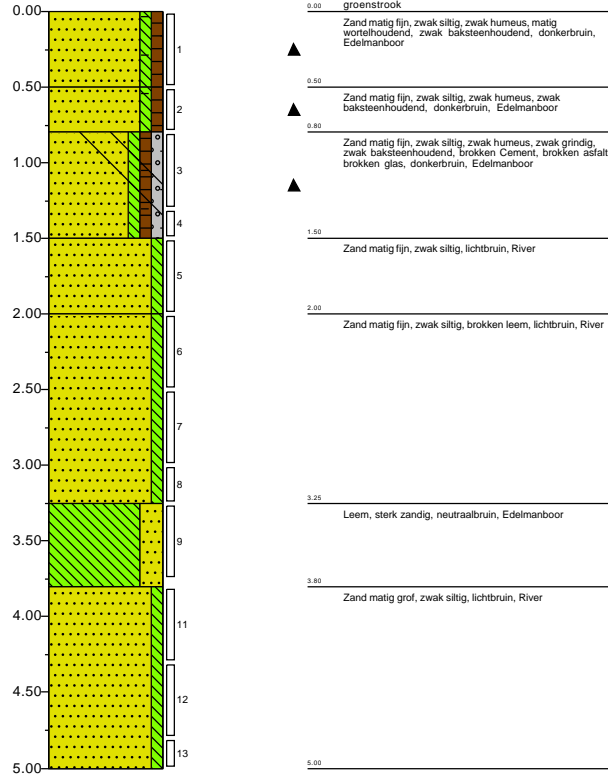 0.00
0.50
1.00
1.50
2.00
2.50
3.00
3.50
4.00
4.50
5.00
1
2
3
4
5
6
7
8
9
11
12
13
0.00
groenstrook
Zand matig fijn, zwak siltig, zwak humeus, matig
wortelhoudend, zwak baksteenhoudend, donkerbruin,
Edelmanboor
0.50
Zand matig fijn, zwak siltig, zwak humeus, zwak
baksteenhoudend, donkerbruin, Edelmanboor
0.80
Zand matig fijn, zwak siltig, zwak humeus, zwak grindig,
zwak baksteenhoudend, brokken Cement, brokken asfalt
brokken glas, donkerbruin, Edelmanboor
1.50
Zand matig fijn, zwak siltig, lichtbruin, River
2.00
Zand matig fijn, zwak siltig, brokken leem, lichtbruin, River
3.25
Leem, sterk zandig, neutraalbruin, Edelmanboor
3.80
Zand matig grof, zwak siltig, lichtbruin, River
5.00